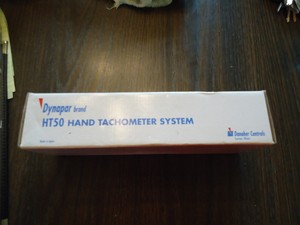 Dynapar brand
HT50 HAND TACHOMETER SYSTEM
Danaher Controls